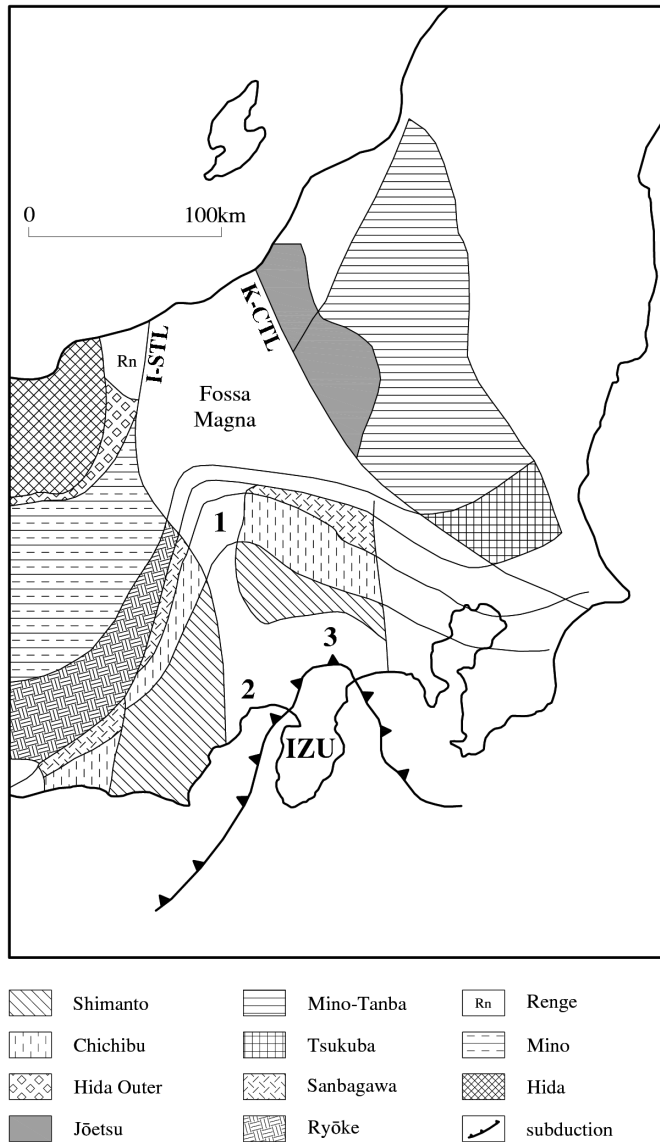 0
100km
K-CTL
I-STL
Rn
Fossa
Magna
1
3
2
IZU
Shimanto
Mino-Tanba
Rn
Renge
Chichibu
Tsukuba
Mino
Hida Outer
Sanbagawa
Hida
Jōetsu
Ryōke
subduction